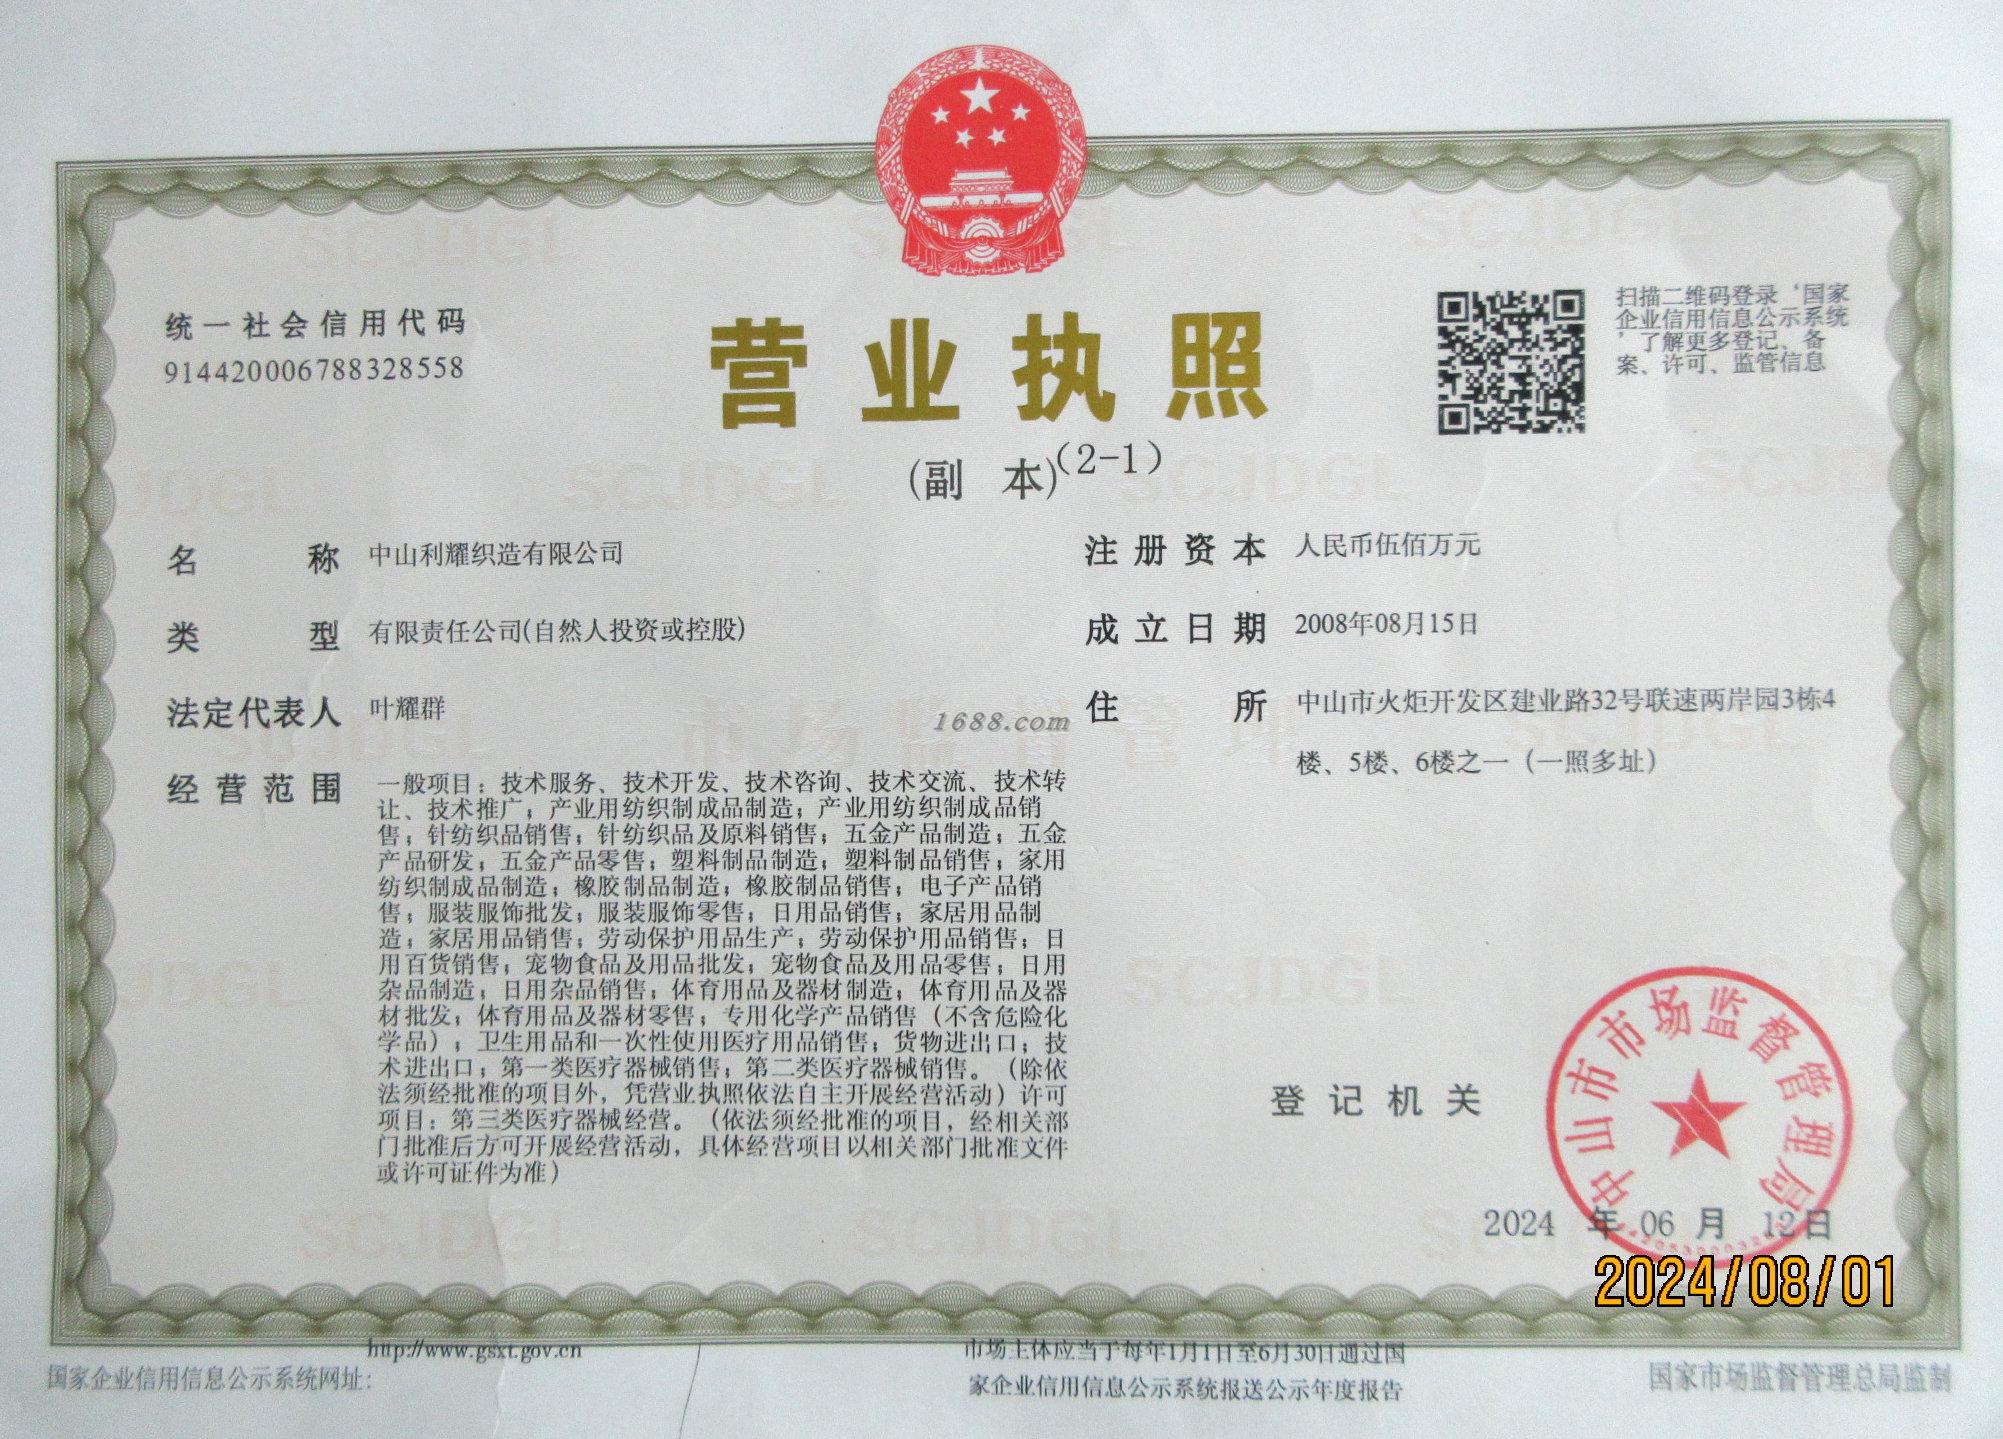 统一社会信用代码
914420006788328558
营业执照
(副 本)(2-1)
扫描二维码登录‘国家
企业信用信息公示系统
’了解更多登记、备
案、许可、监管信息
名 称 中山利耀织造有限公司
类 型 有限责任公司(自然人投资或控股)
法定代表人 叶耀群
经营范围 一般项目：技术服务、技术开发、技术咨询、技术交流、技术转
让、技术推广；产业用纺织制成品制造；产业用纺织制成品销
售；针纺织品销售；针纺织品及原料销售；五金产品制造；五金
产品研发；五金产品零售；塑料制品制造；塑料制品销售；家用
纺织制成品制造；橡胶制品制造；橡胶制品销售；电子产品销
售；服装服饰批发；服装服饰零售；日用品销售；家居用品制
造；家居用品销售；劳动保护用品生产；劳动保护用品销售；日
用百货销售；宠物食品及用品批发；宠物食品及用品零售；日用
杂品制造；日用杂品销售；体育用品及器材制造；体育用品及器
材批发；体育用品及器材零售；专用化学产品销售（不含危险化
学品）；卫生用品和一次性使用医疗用品销售；货物进出口；技
术进出口；第一类医疗器械销售；第二类医疗器械销售。（除依
法须经批准的项目外，凭营业执照依法自主开展经营活动）许可
项目：第三类医疗器械经营。（依法须经批准的项目，经相关部
门批准后方可开展经营活动，具体经营项目以相关部门批准文件
或许可证件为准）
1688.com
注册资本 人民币伍佰万元
成立日期 2008年08月15日
住 所 中山市火炬开发区建业路32号联速两岸园3栋4
楼、5楼、6楼之一（一照多址）
登记机关
中山市市场监督管理局
2024 年 06 月 12日
2024/08/01
国家企业信用信息公示系统网址：
http://www.gsxt.gov.cn
市场主体应当于每年1月1日至6月30日通过国
家企业信用信息公示系统报送公示年度报告
国家市场监督管理总局监制